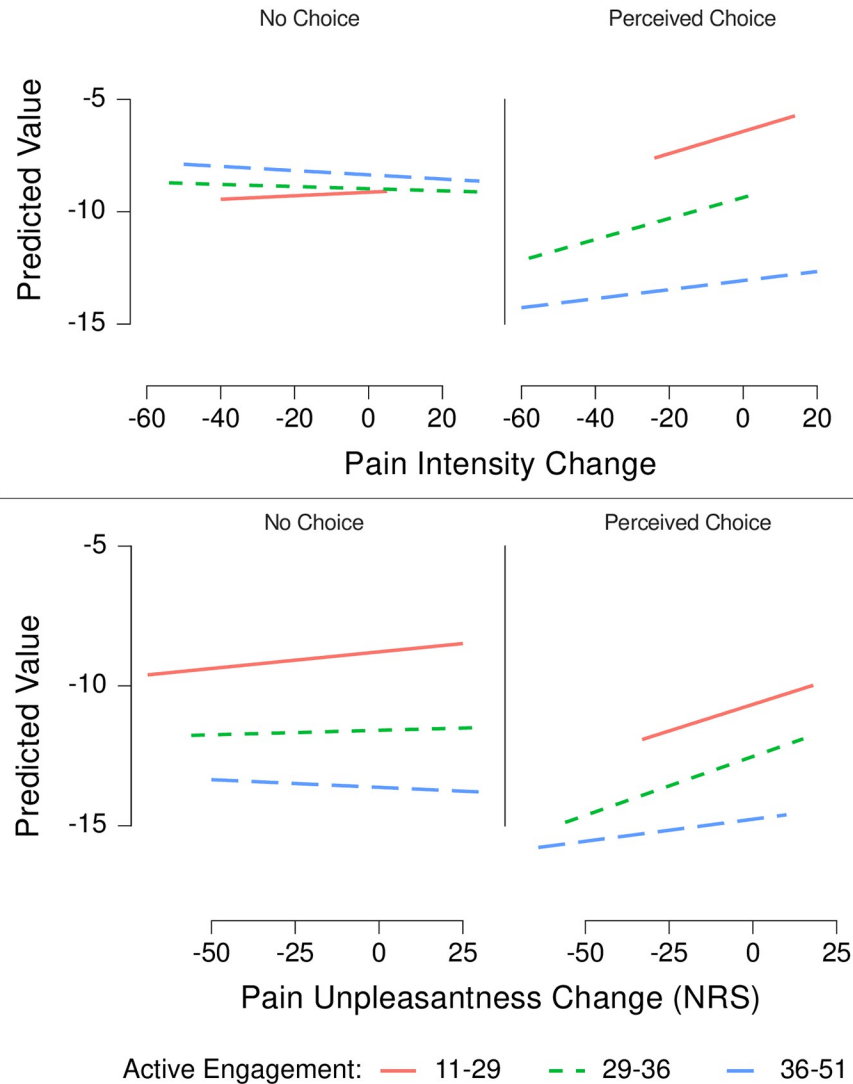 No Choice Perceived Choice
Predicted Value
-5
-10
-15
-60 -40 -20 0 20 -60 -40 -20 0 20
Pain Intensity Change
No Choice Perceived Choice
Predicted Value
-5
-10
-15
-50 -25 0 25 -50 -25 0 25
Pain Unpleasantness Change (NRS)
Active Engagement: 11-29 29-36 36-51